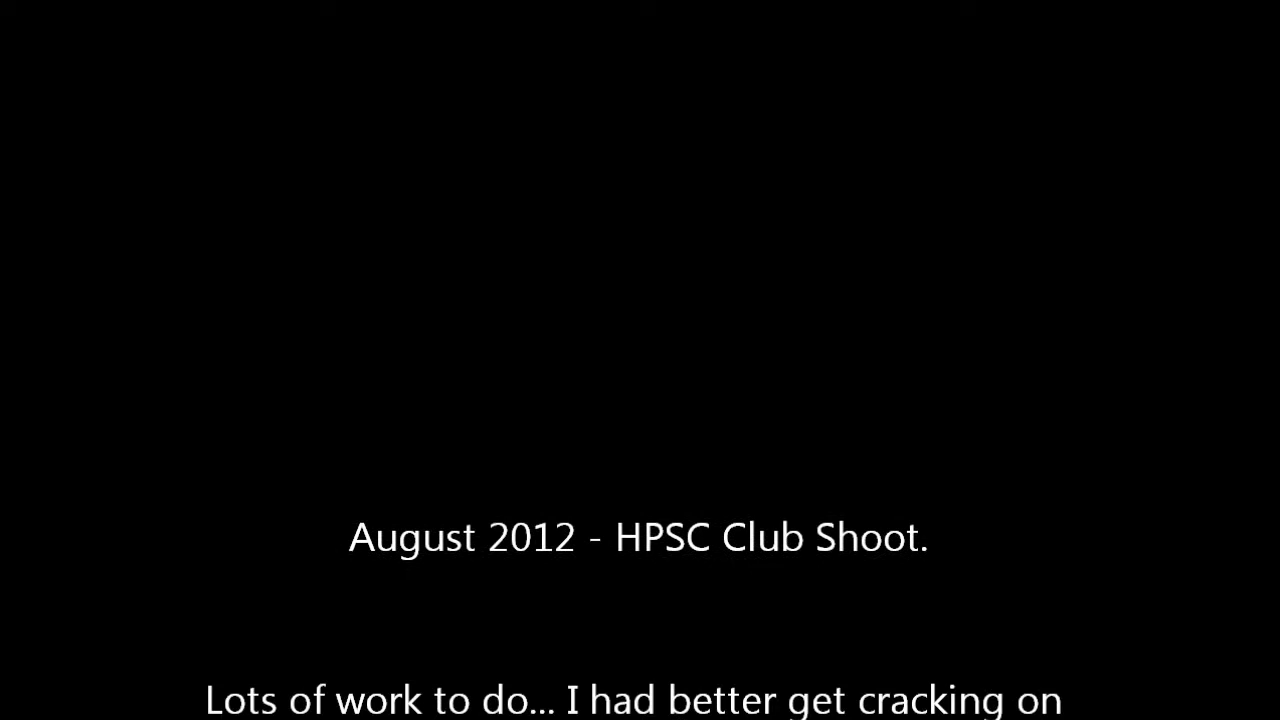 August 2012 - HPSC Club Shoot.
Lots of work to do... I had better get cracking on